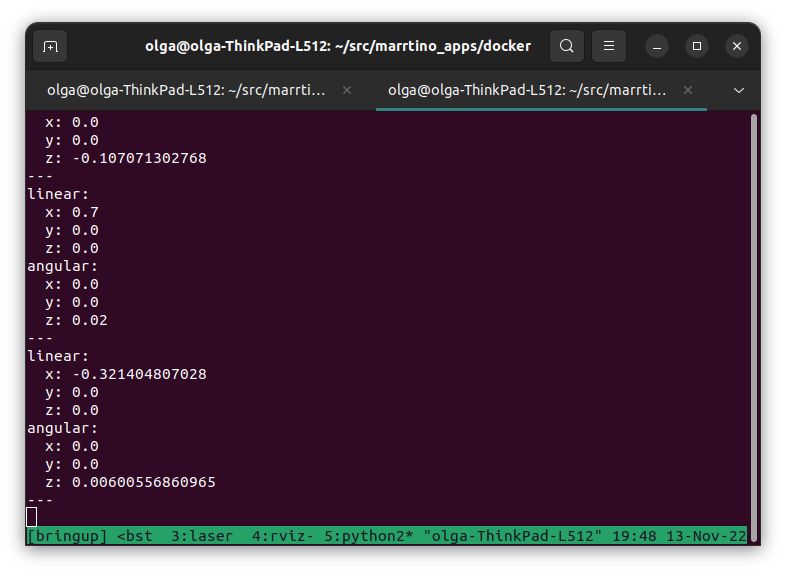 olga@olga-ThinkPad-L512: ~/src/marrtino_apps/docker
olga@olga-ThinkPad-L512: ~/src/marrti... olga@olga-ThinkPad-L512: ~/src/marrti...
x: 0.0
y: 0.0
z: -0.107071302768
---
linear:
x: 0.7
y: 0.0
z: 0.0
angular:
x: 0.0
y: 0.0
z: 0.02
---
linear:
x: -0.321404807028
y: 0.0
z: 0.0
angular:
x: 0.0
y: 0.0
z: 0.00600556860965
---
[bringup] <bst  3:laser  4:rviz- 5:python2* "olga-ThinkPad-L512" 19:48 13-Nov-22